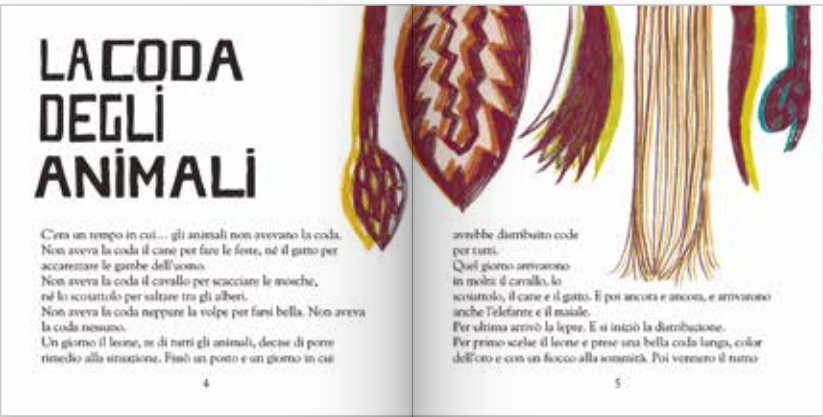 LA CODA
DEGLI
ANIMALI
C'era un tempo in cui… gli animali non avevano la coda.
Non aveva la coda il cane per fare le feste, né il gatto per
accarezzare le gambe dell'uomo.
Non aveva la coda il cavallo per scacciare le mosche,
né lo scoiattolo per saltare tra gli alberi.
Non aveva la coda neppure la volpe per farsi bella. Non aveva
la coda nessuno.
Un giorno il leone, re di tutti gli animali, decise di porre
rimedio alla situazione. Fissò un posto e un giorno in cui
4
avrebbe distribuito code
per tutti.
Quel giorno arrivarono
in molti: il cavallo, lo
scoiattolo, il cane e il gatto. E poi ancora e ancora, e arrivarono
anche l'elefante e il maiale.
Per ultima arrivò la lepre. E si iniziò la distribuzione.
Per primo scelse il leone e prese una bella coda lunga, color
dell'oro e con un fiocco alla sommità. Poi vennero il turno
5